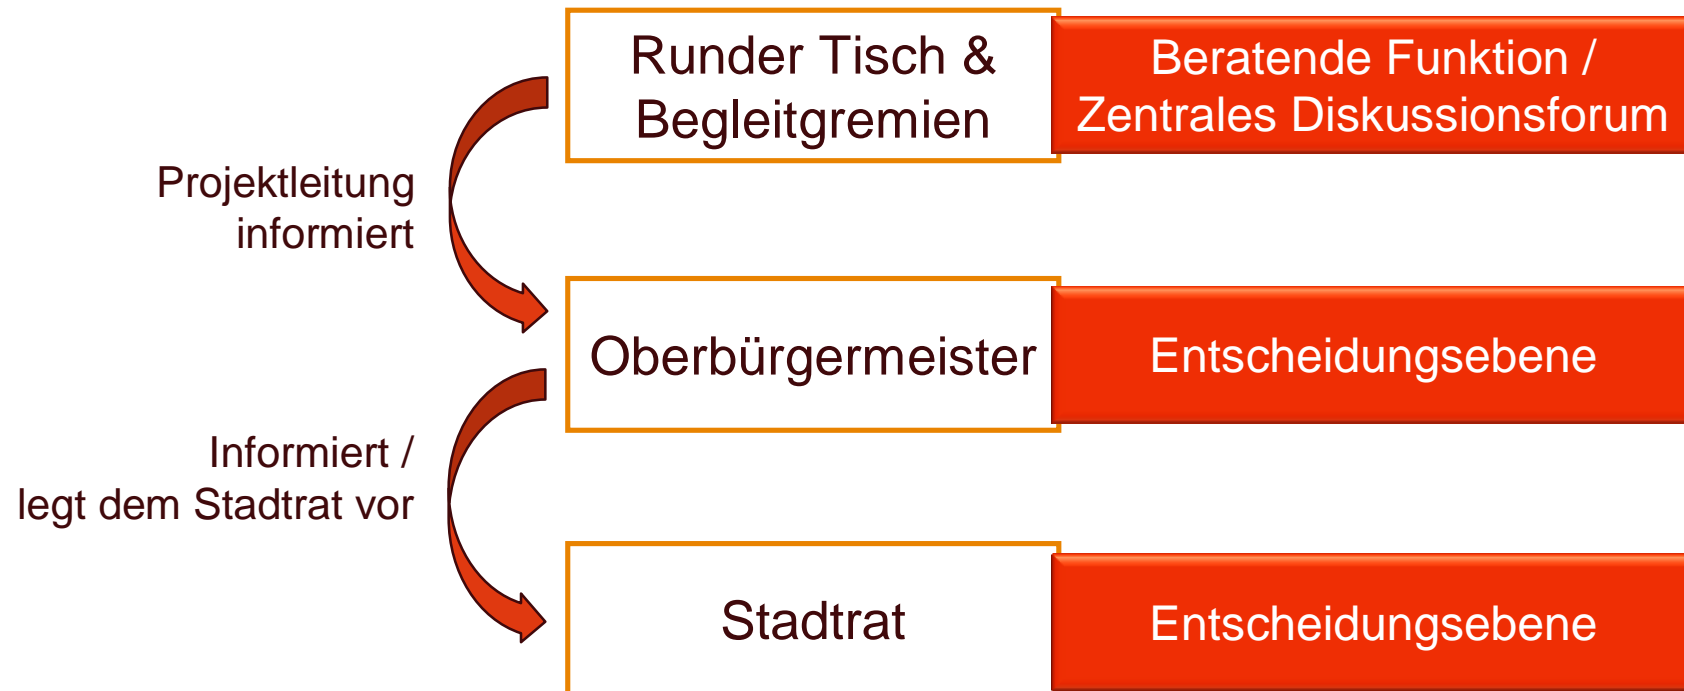 Runder Tisch &
Begleitgremien
Beratende Funktion /
Zentrales Diskussionsforum
Projektleitung
informiert
Oberbürgermeister
Entscheidungsebene
Informiert /
legt dem Stadtrat vor
Stadtrat
Entscheidungsebene